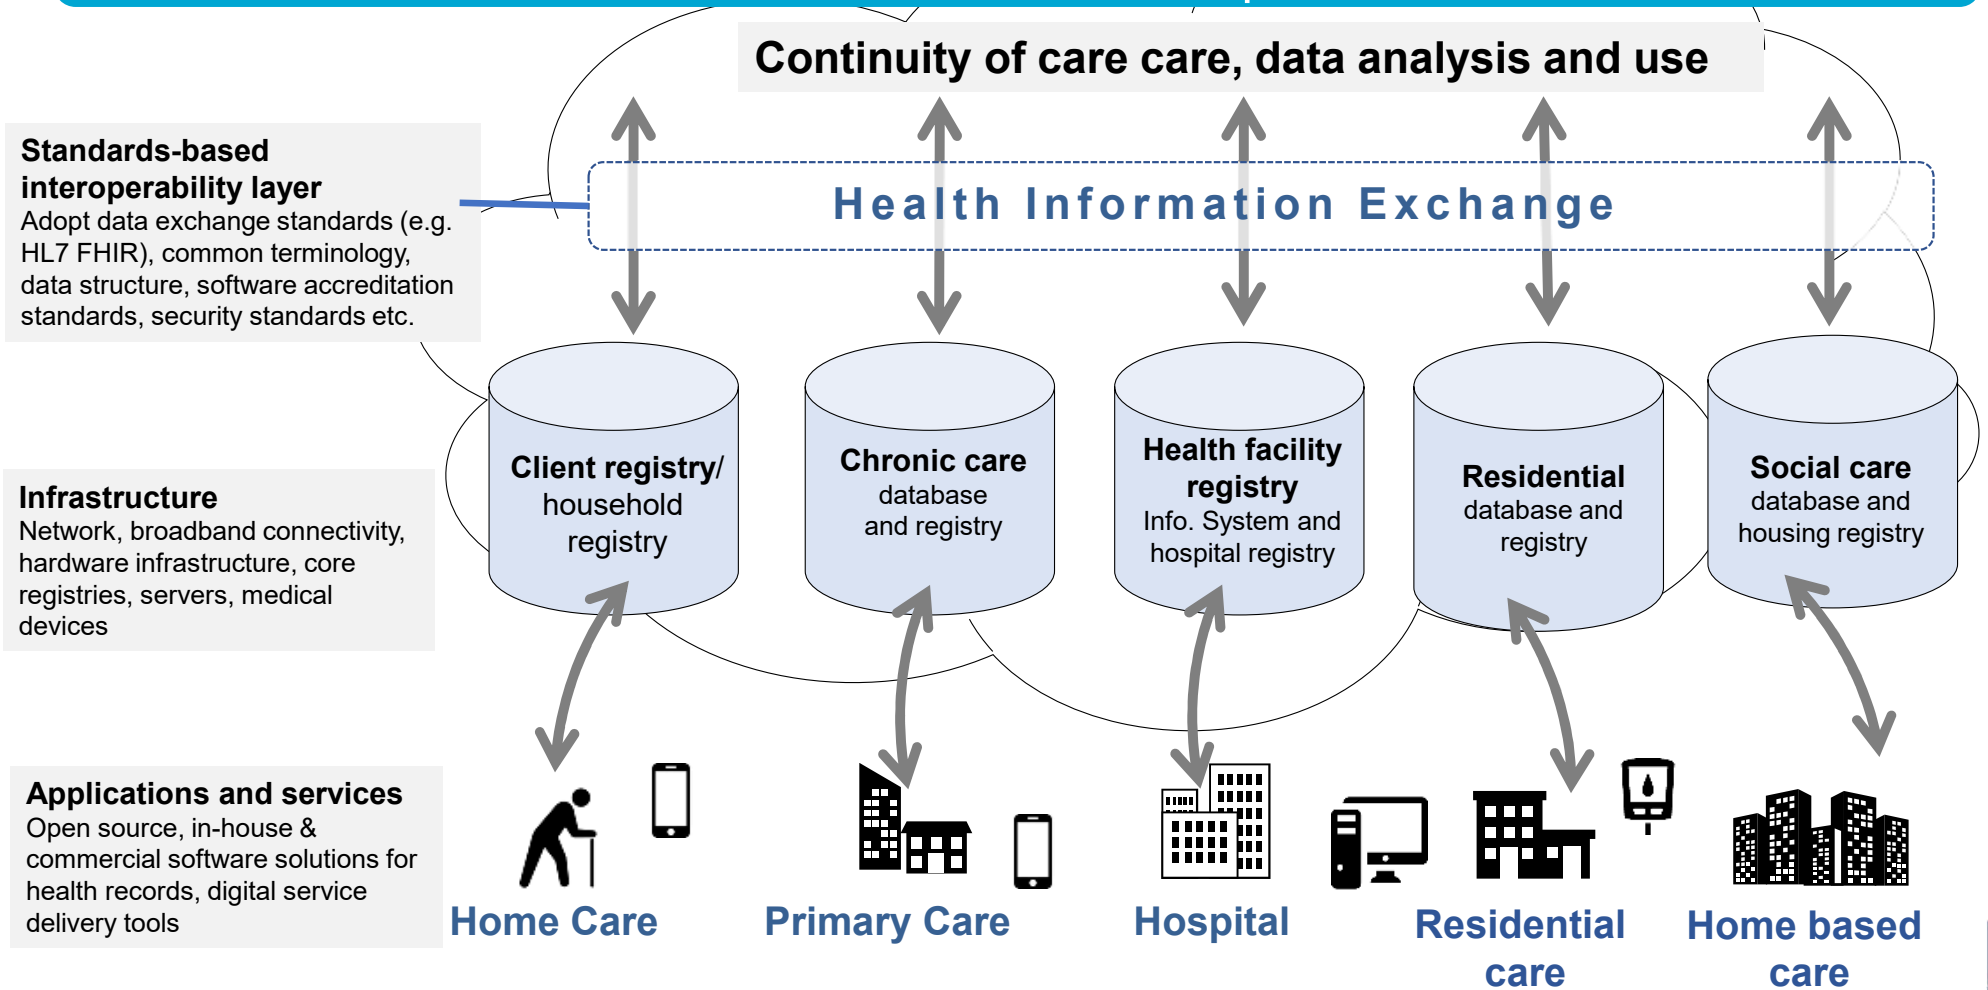 Continuity of care care, data analysis and use
Standards-based
interoperability layer
Adopt data exchange standards (e.g.
HL7 FHIR), common terminology,
data structure, software accreditation
standards, security standards etc.
Health Information Exchange
Infrastructure
Network, broadband connectivity,
hardware infrastructure, core
registries, servers, medical
devices
Client registry/
household
registry
Chronic care
database
and registry
Health facility
registry
Info. System and
hospital registry
Residential
database and
registry
Social care
database and
housing registry
Applications and services
Open source, in-house &
commercial software solutions for
health records, digital service
delivery tools
Home Care
Primary Care
Hospital
Residential
care
Home based
care